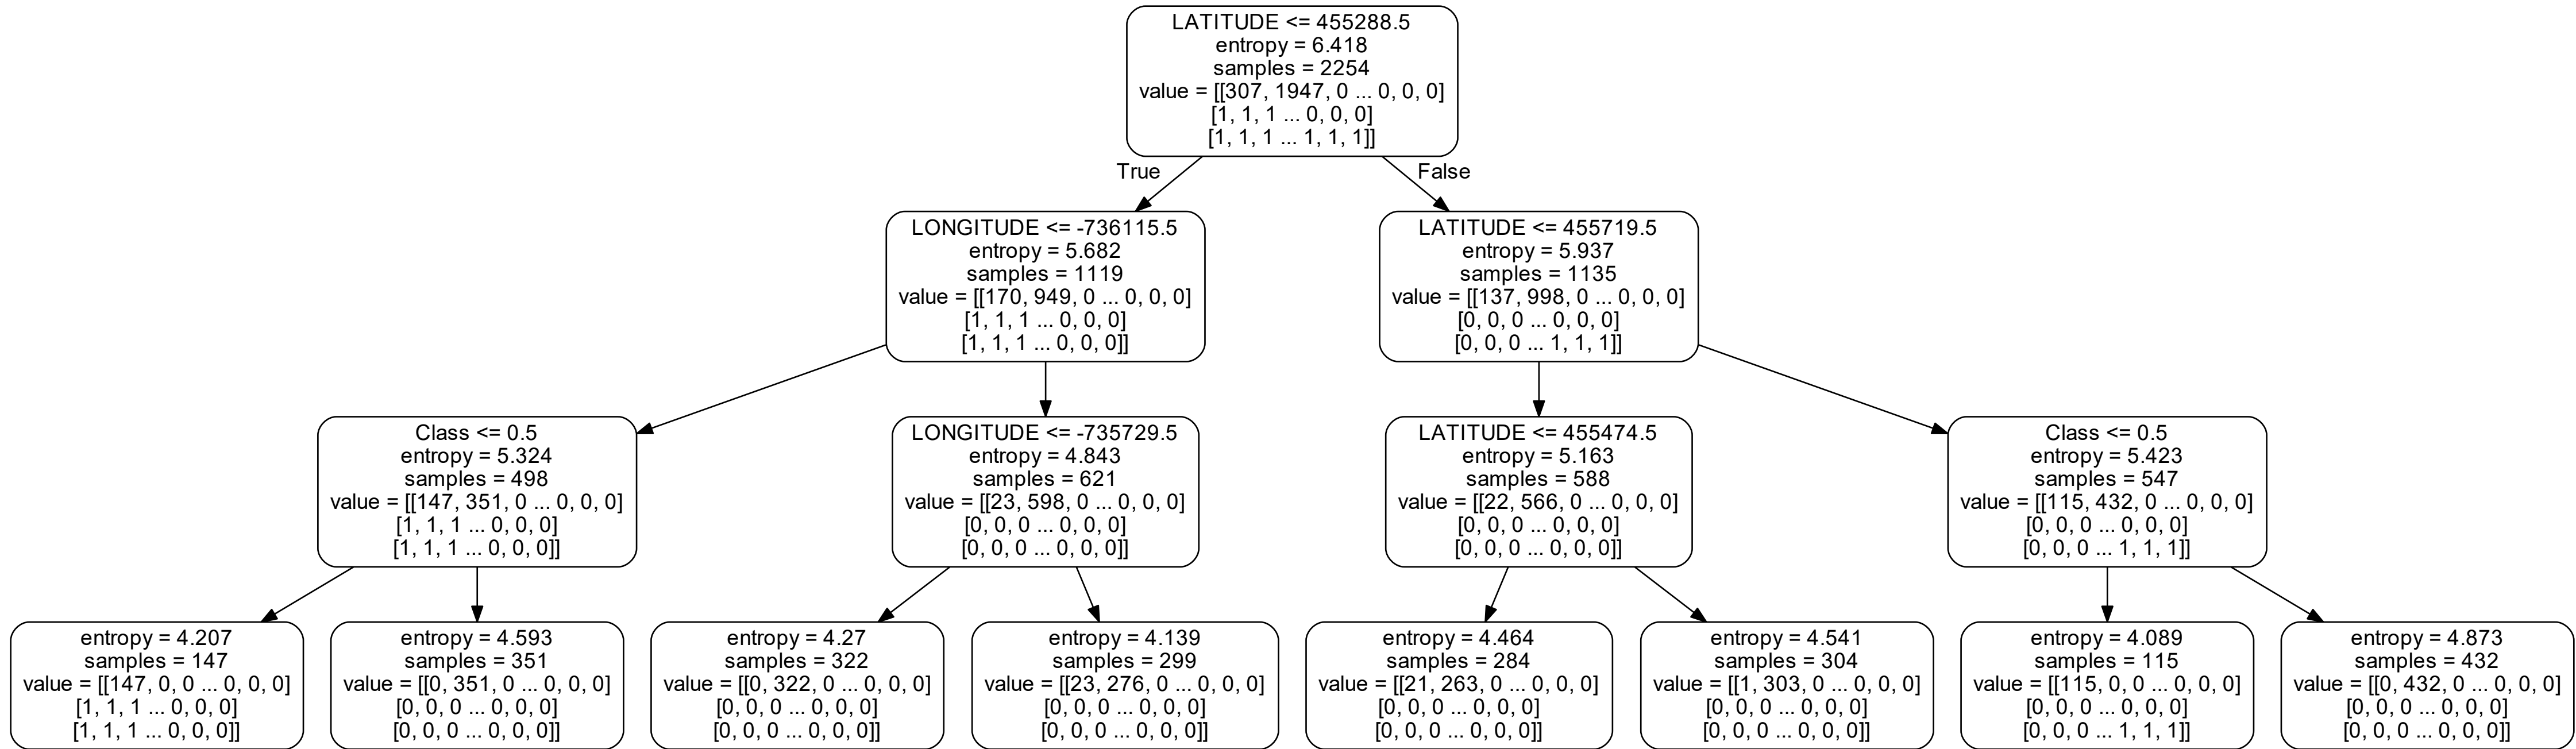 LATITUDE <= 455288.5
entropy = 6.418
samples = 2254
value = [[307, 1947, 0 ... 0, 0, 0]
[1, 1, 1 ... 0, 0, 0]
[1, 1, 1 ... 1, 1, 1]]
True
False
LONGITUDE <= -736115.5
entropy = 5.682
samples = 1119
value = [[170, 949, 0 ... 0, 0, 0]
[1, 1, 1 ... 0, 0, 0]
[1, 1, 1 ... 0, 0, 0]]
LATITUDE <= 455719.5
entropy = 5.937
samples = 1135
value = [[137, 998, 0 ... 0, 0, 0]
[0, 0, 0 ... 0, 0, 0]
[0, 0, 0 ... 1, 1, 1]]
Class <= 0.5
entropy = 5.324
samples = 498
value = [[147, 351, 0 ... 0, 0, 0]
[1, 1, 1 ... 0, 0, 0]
[1, 1, 1 ... 0, 0, 0]]
LONGITUDE <= -735729.5
entropy = 4.843
samples = 621
value = [[23, 598, 0 ... 0, 0, 0]
[0, 0, 0 ... 0, 0, 0]
[0, 0, 0 ... 0, 0, 0]]
LATITUDE <= 455474.5
entropy = 5.163
samples = 588
value = [[22, 566, 0 ... 0, 0, 0]
[0, 0, 0 ... 0, 0, 0]
[0, 0, 0 ... 0, 0, 0]]
Class <= 0.5
entropy = 5.423
samples = 547
value = [[115, 432, 0 ... 0, 0, 0]
[0, 0, 0 ... 0, 0, 0]
[0, 0, 0 ... 1, 1, 1]]
entropy = 4.207
samples = 147
value = [[147, 0, 0 ... 0, 0, 0]
[1, 1, 1 ... 0, 0, 0]
[1, 1, 1 ... 0, 0, 0]]
entropy = 4.593
samples = 351
value = [[0, 351, 0 ... 0, 0, 0]
[0, 0, 0 ... 0, 0, 0]
[0, 0, 0 ... 0, 0, 0]]
entropy = 4.27
samples = 322
value = [[0, 322, 0 ... 0, 0, 0]
[0, 0, 0 ... 0, 0, 0]
[0, 0, 0 ... 0, 0, 0]]
entropy = 4.139
samples = 299
value = [[23, 276, 0 ... 0, 0, 0]
[0, 0, 0 ... 0, 0, 0]
[0, 0, 0 ... 0, 0, 0]]
entropy = 4.464
samples = 284
value = [[21, 263, 0 ... 0, 0, 0]
[0, 0, 0 ... 0, 0, 0]
[0, 0, 0 ... 0, 0, 0]]
entropy = 4.541
samples = 304
value = [[1, 303, 0 ... 0, 0, 0]
[0, 0, 0 ... 0, 0, 0]
[0, 0, 0 ... 0, 0, 0]]
entropy = 4.089
samples = 115
value = [[115, 0, 0 ... 0, 0, 0]
[0, 0, 0 ... 0, 0, 0]
[0, 0, 0 ... 1, 1, 1]]
entropy = 4.873
samples = 432
value = [[0, 432, 0 ... 0, 0, 0]
[0, 0, 0 ... 0, 0, 0]
[0, 0, 0 ... 0, 0, 0]]